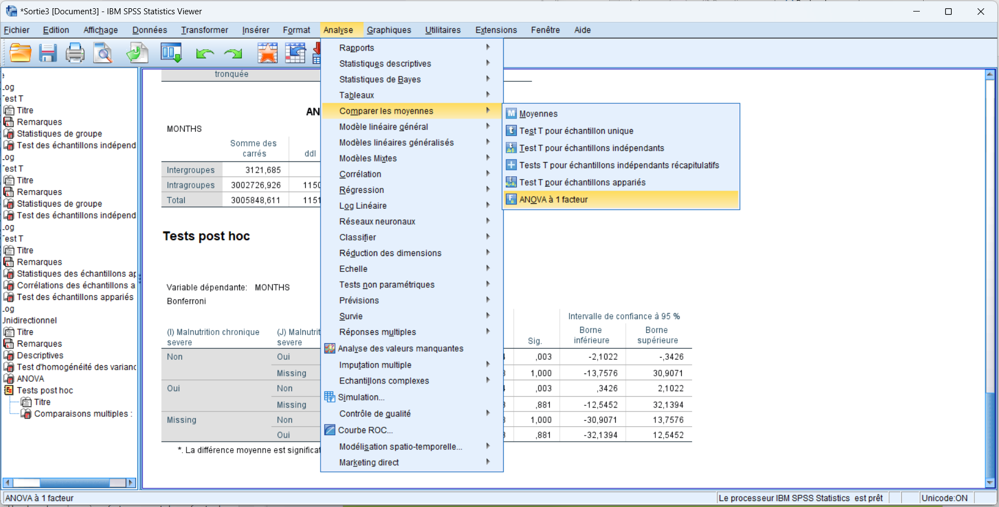 *Sortie3 [Document3] - IBM SPSS Statistics Viewer
Fichier Edition Affichage Données Transformer Insérer Format Analyse Graphiques Utilitaires Extensions Fenêtre Aide
Titre
Remarques
Statistiques de groupe
Test des échantillons indépend
Titre
Remarques
Statistiques de groupe
Test des échantillons indépend
Titre
Remarques
Statistiques des échantillons ap
Corrélations des échantillons a
Test des échantillons appariés
Unidirectionnel
Titre
Remarques
Descriptives
Test d'homogénéité des varianc
ANOVA
Tests post hoc
Titre
Comparaisons multiples :
tronquée
AN
MONTHS
Somme des carrés ddl
Intergroupes 3121,685
Intragroupes 3002726,926 1150
Total 3005848,611 1151
Tests post hoc
Variable dépendante: MONTHS
Bonferroni
Intervalle de confiance à 95 %
(I) Malnutrition chronique severe (J) Malnutrit severe Sig. Borne inférieure Borne supérieure
Non Oui ,003 -2,1022 -,3426
Missing 1,000 -13,7576 30,9071
Oui Non ,003 ,3426 2,1022
Missing ,881 -12,5452 32,1394
Missing Non 1,000 -30,9071 13,7576
Oui ,881 -32,1394 12,5452
*. La différence moyenne est significat
Rapports
Statistiques descriptives
Statistiques de Bayes
Tableaux
Comparer les moyennes
Modèle linéaire général
Modèles linéaires généralisés
Modèles Mixtes
Corrélation
Régression
Log Linéaire
Réseaux neuronaux
Classifier
Réduction des dimensions
Echelle
Tests non paramétriques
Prévisions
Survie
Réponses multiples
Analyse des valeurs manquantes
Imputation multiple
Echantillons complexes
Simulation...
Contrôle de qualité
Courbe ROC...
Modélisation spatio-temporelle...
Marketing direct
Moyennes
Test T pour échantillon unique
Test T pour échantillons indépendants
Tests T pour échantillons indépendants récapitulatifs
Test T pour échantillons appariés
ANOVA à 1 facteur
ANOVA à 1 facteur
Le processeur IBM SPSS Statistics est prêt
Unicode:ON